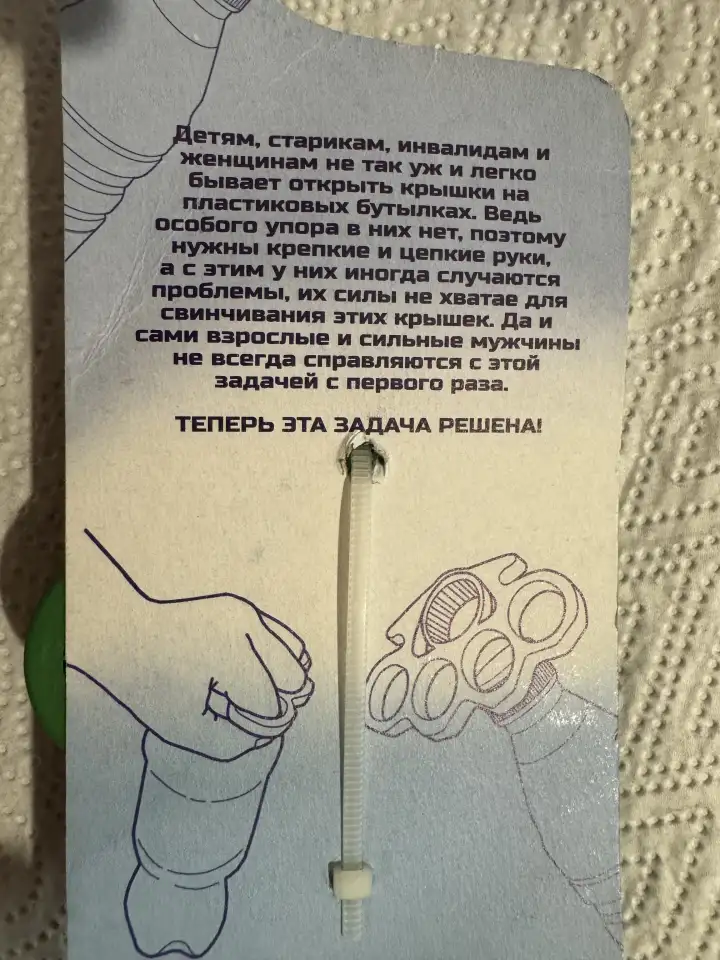 Детям, старикам, инвалидам и
женщинам не так уж и легко
бывает открыть крышки на
пластиковых бутылках. Ведь
особого упора в них нет, поэтому
нужны крепкие и цепкие руки,
а с этим у них иногда случаются
проблемы, их силы не хватае для
свинчивания этих крышек. Да и
сами взрослые и сильные мужчины
не всегда справляются с этой
задачей с первого раза.
ТЕПЕРЬ ЭТА ЗАДАЧА РЕШЕНА!